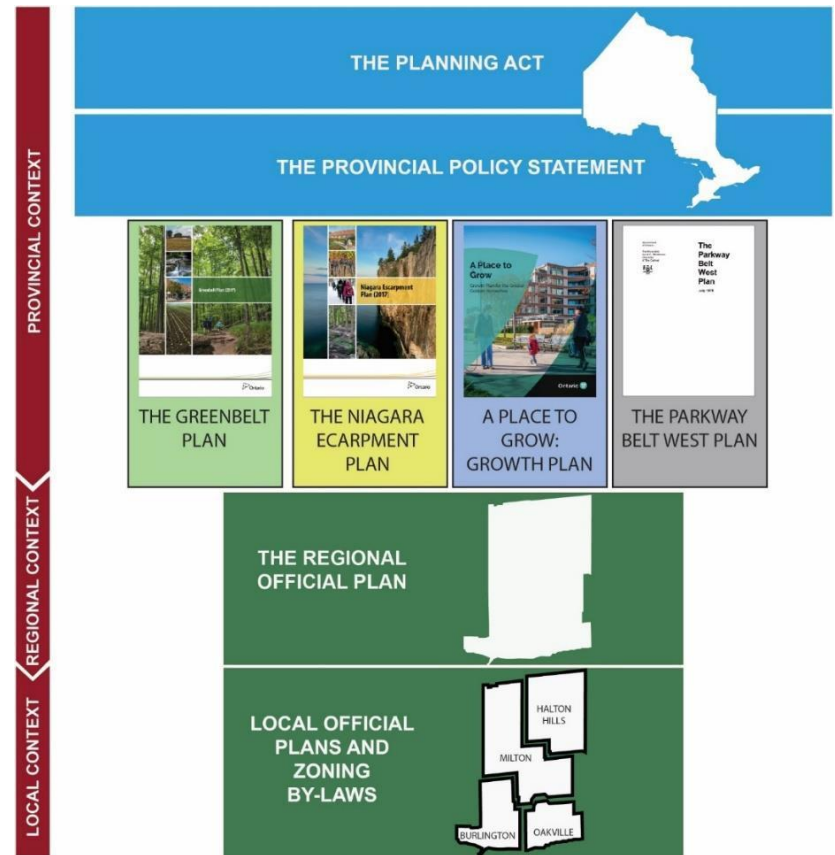 PROVINCIAL CONTEXT
THE PLANNING ACT
THE PROVINCIAL POLICY STATEMENT
Greenbelt Plan (2017)
Ontario
THE GREENBELT
PLAN
Niagara Escarpment
Plan (2017)
Ontario
THE NIAGARA
ECARPMENT
PLAN
A Place to
Grow
Ontario
A PLACE TO
GROW:
GROWTH PLAN
The
Parkway
Belt
West
Plan
THE PARKWAY
BELT WEST PLAN
REGIONAL CONTEXT
THE REGIONAL
OFFICIAL PLAN
LOCAL CONTEXT
LOCAL OFFICIAL
PLANS AND
ZONING
BY-LAWS
HALTON
HILLS
MILTON
BURLINGTON
OAKVILLE